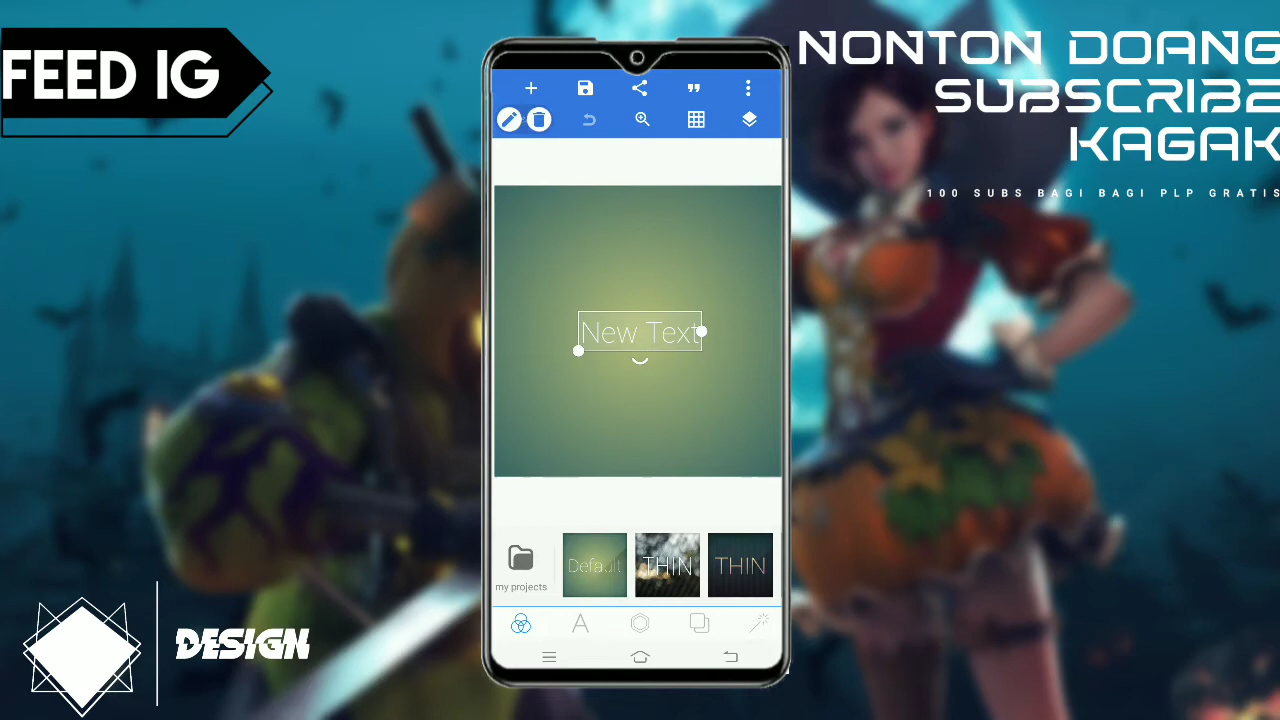 FEED IG
NONTON DOANG
SUBSCRIBE
KAGAK
100 SUBS BAGI BAGI PLP GRATIS
New Text
my projects
Default
THIN
THIN
DESIGN